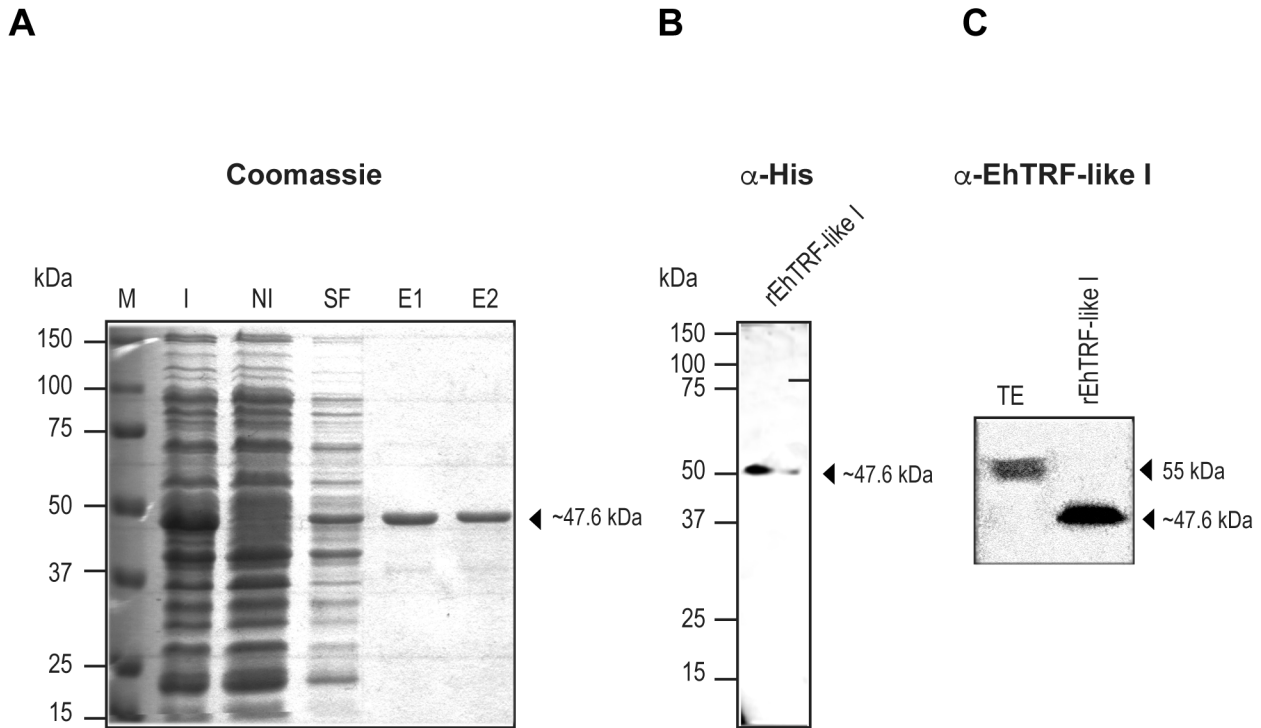 A
Coomassie
kDa
M I NI SF E1 E2
150
100
75
50
37
25
15
~47.6 kDa
B
α-His
rEhTRF-like I
kDa
150
100
75
50
37
25
15
~47.6 kDa
C
α-EhTRF-like I
TE
rEhTRF-like I
55 kDa
~47.6 kDa